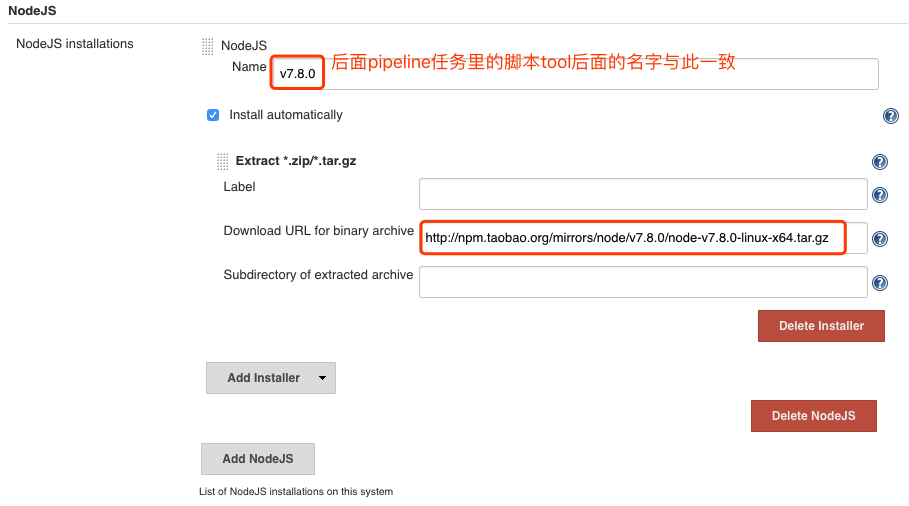 NodeJS
NodeJS installations
NodeJS
Name
v7.8.0
后面pipeline任务里的脚本tool后面的名字与此一致
Install automatically
Extract *.zip/*.tar.gz
Label
Download URL for binary archive
http://npm.taobao.org/mirrors/node/v7.8.0/node-v7.8.0-linux-x64.tar.gz
Subdirectory of extracted archive
Delete Installer
Add Installer
Delete NodeJS
Add NodeJS
List of NodeJS installations on this system